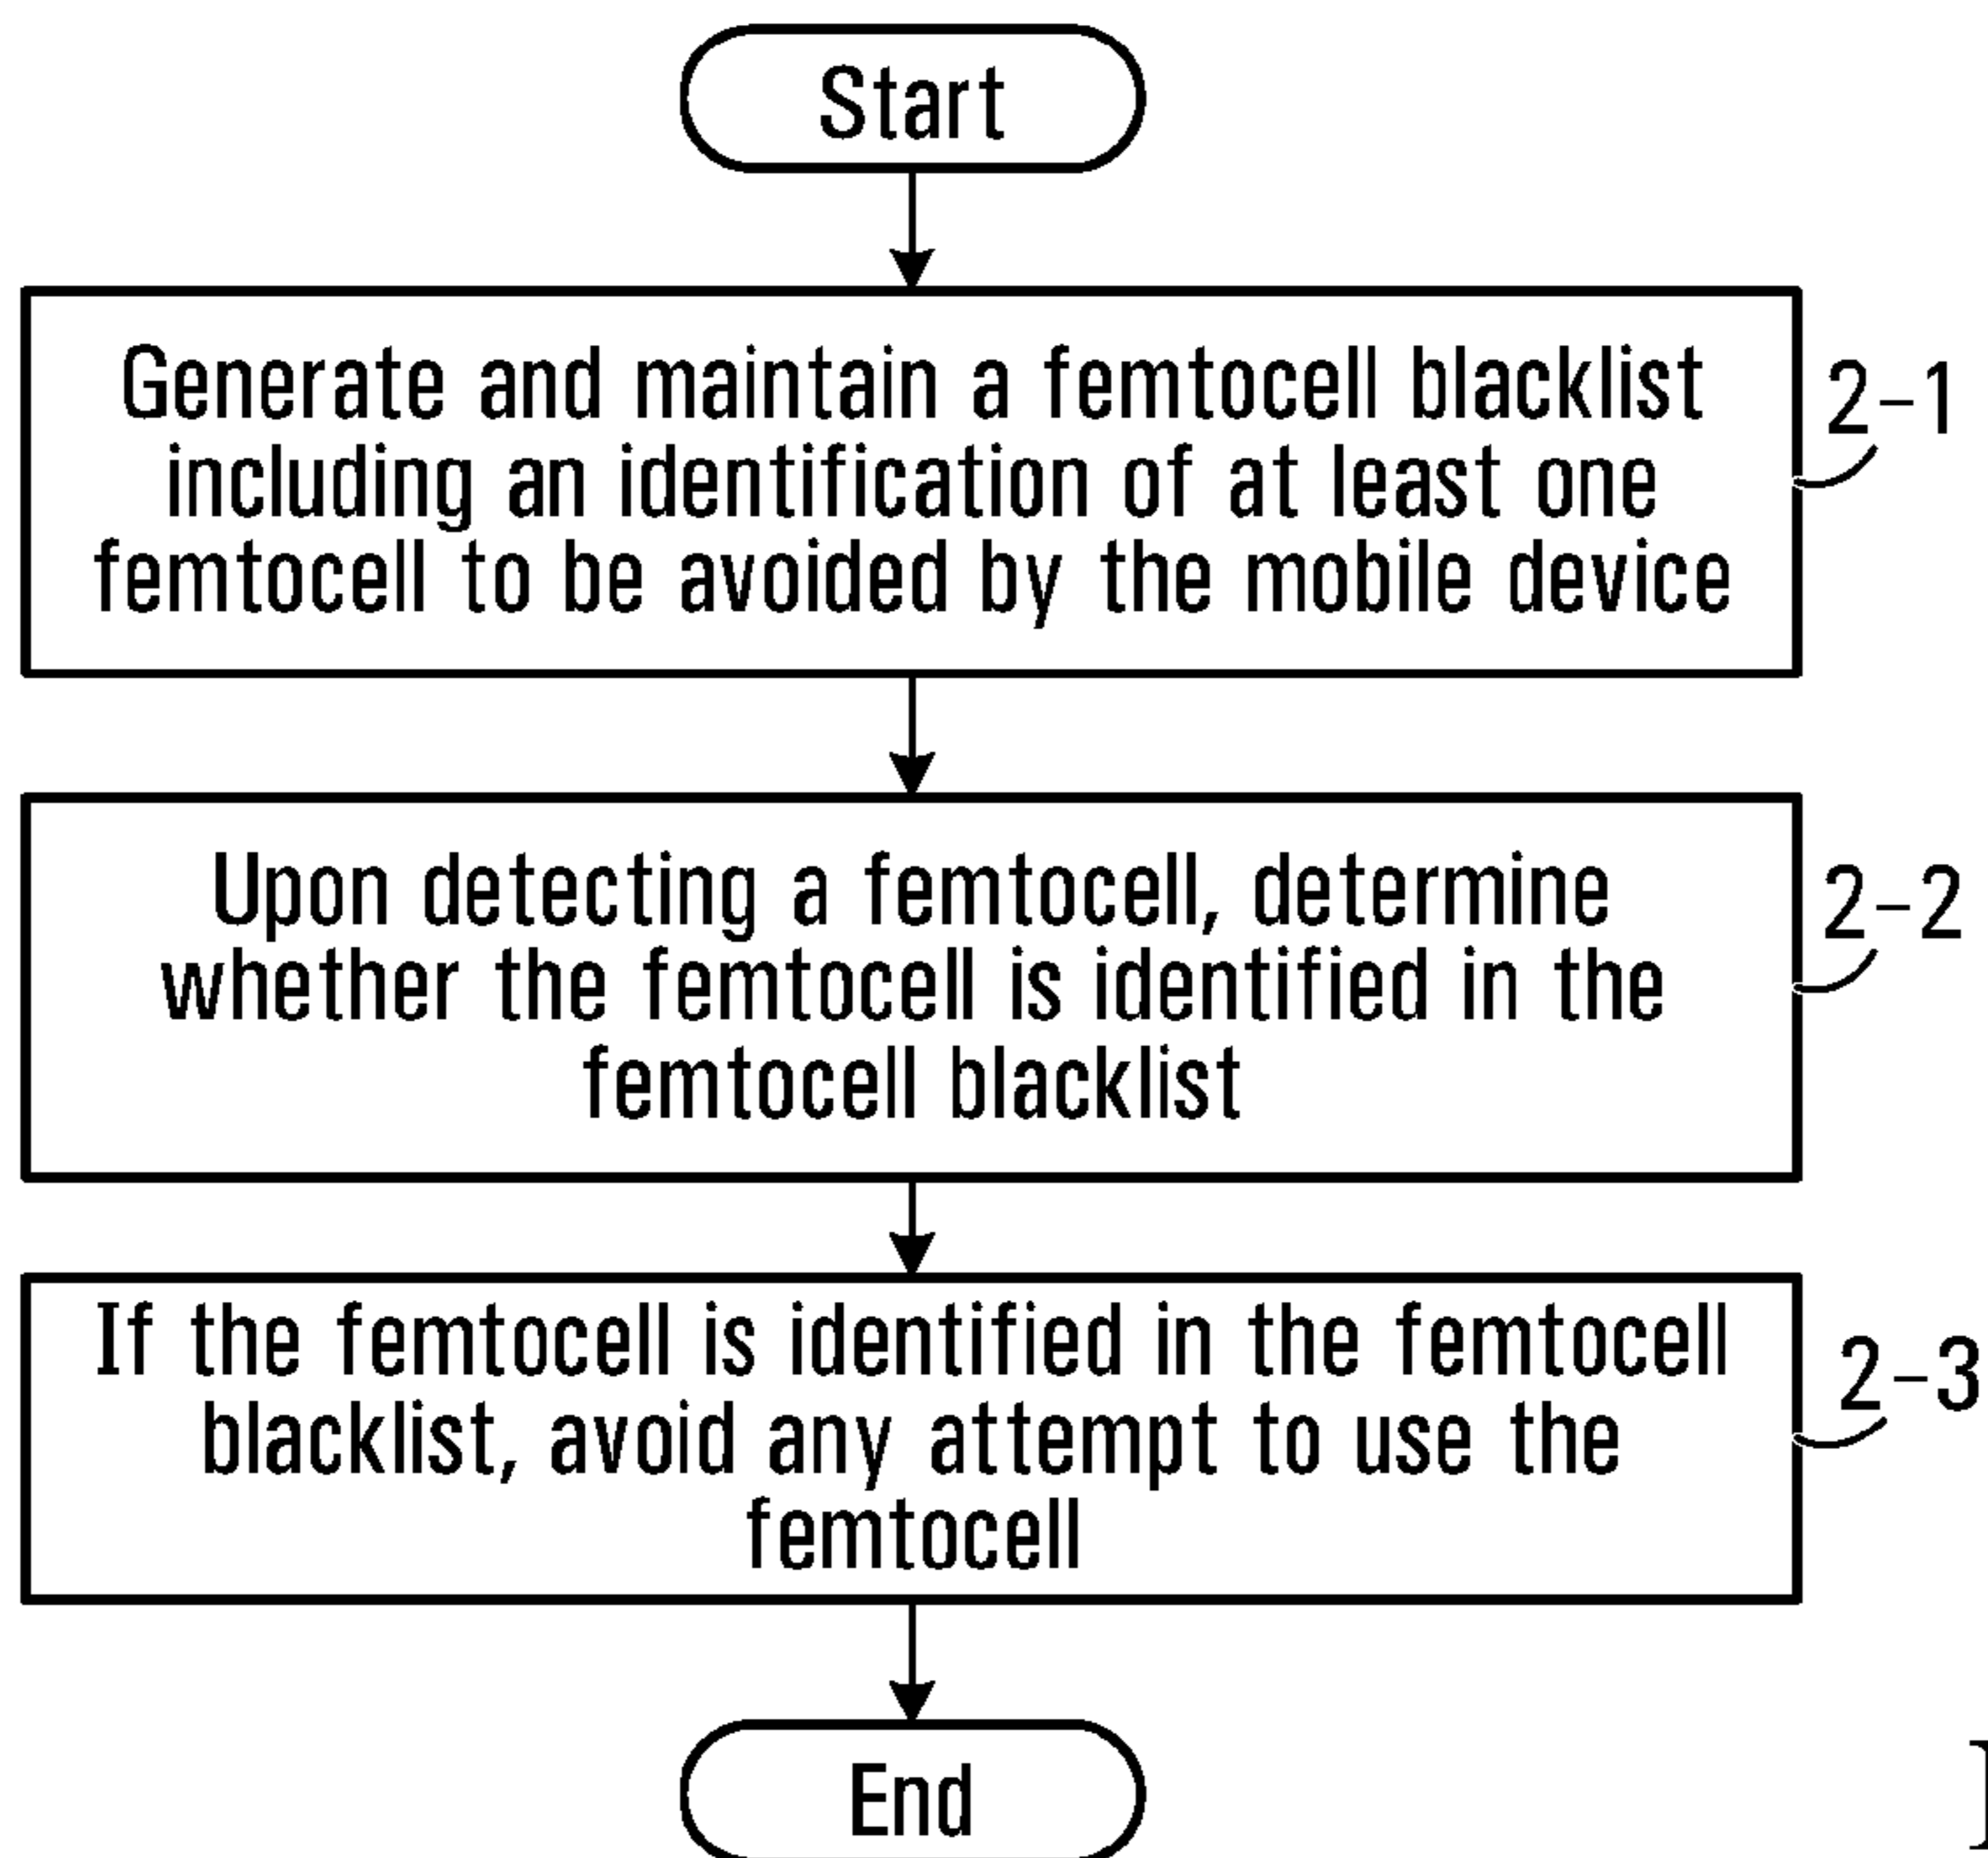 Start
Generate and maintain a femtocell blacklist
including an identification of at least one
femtocell to be avoided by the mobile device
2-1
Upon detecting a femtocell, determine
whether the femtocell is identified in the
femtocell blacklist
2-2
If the femtocell is identified in the femtocell
blacklist, avoid any attempt to use the
femtocell
2-3
End